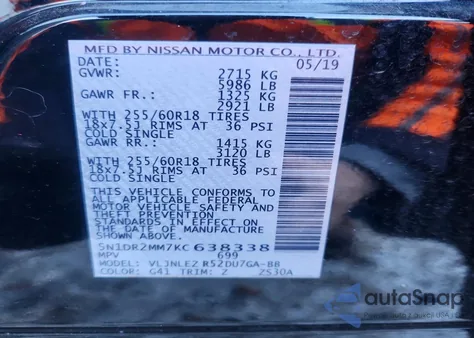 MFD BY NISSAN MOTOR CO., LTD.
DATE: 05/19
GVWR: 2715 KG
5986 LB
GAWR FR.: 1325 KG
2921 LB
WITH 255/60R18 TIRES
18x7.5J RIMS AT 36 PSI
COLD SINGLE
GAWR RR.: 1415 KG
3120 LB
WITH 255/60R18 TIRES
18x7.5J RIMS AT 36 PSI
COLD SINGLE
THIS VEHICLE CONFORMS TO
ALL APPLICABLE FEDERAL
MOTOR VEHICLE SAFETY AND
THEFT PREVENTION
STANDARDS IN EFFECT ON
THE DATE OF MANUFACTURE
SHOWN ABOVE.
5N1DR2MM7KC638338
MPV 699
MODEL: VLJNLEZ R52DU7GA-BB
COLOR: G41 TRIM: Z ZS30A
autoSnap